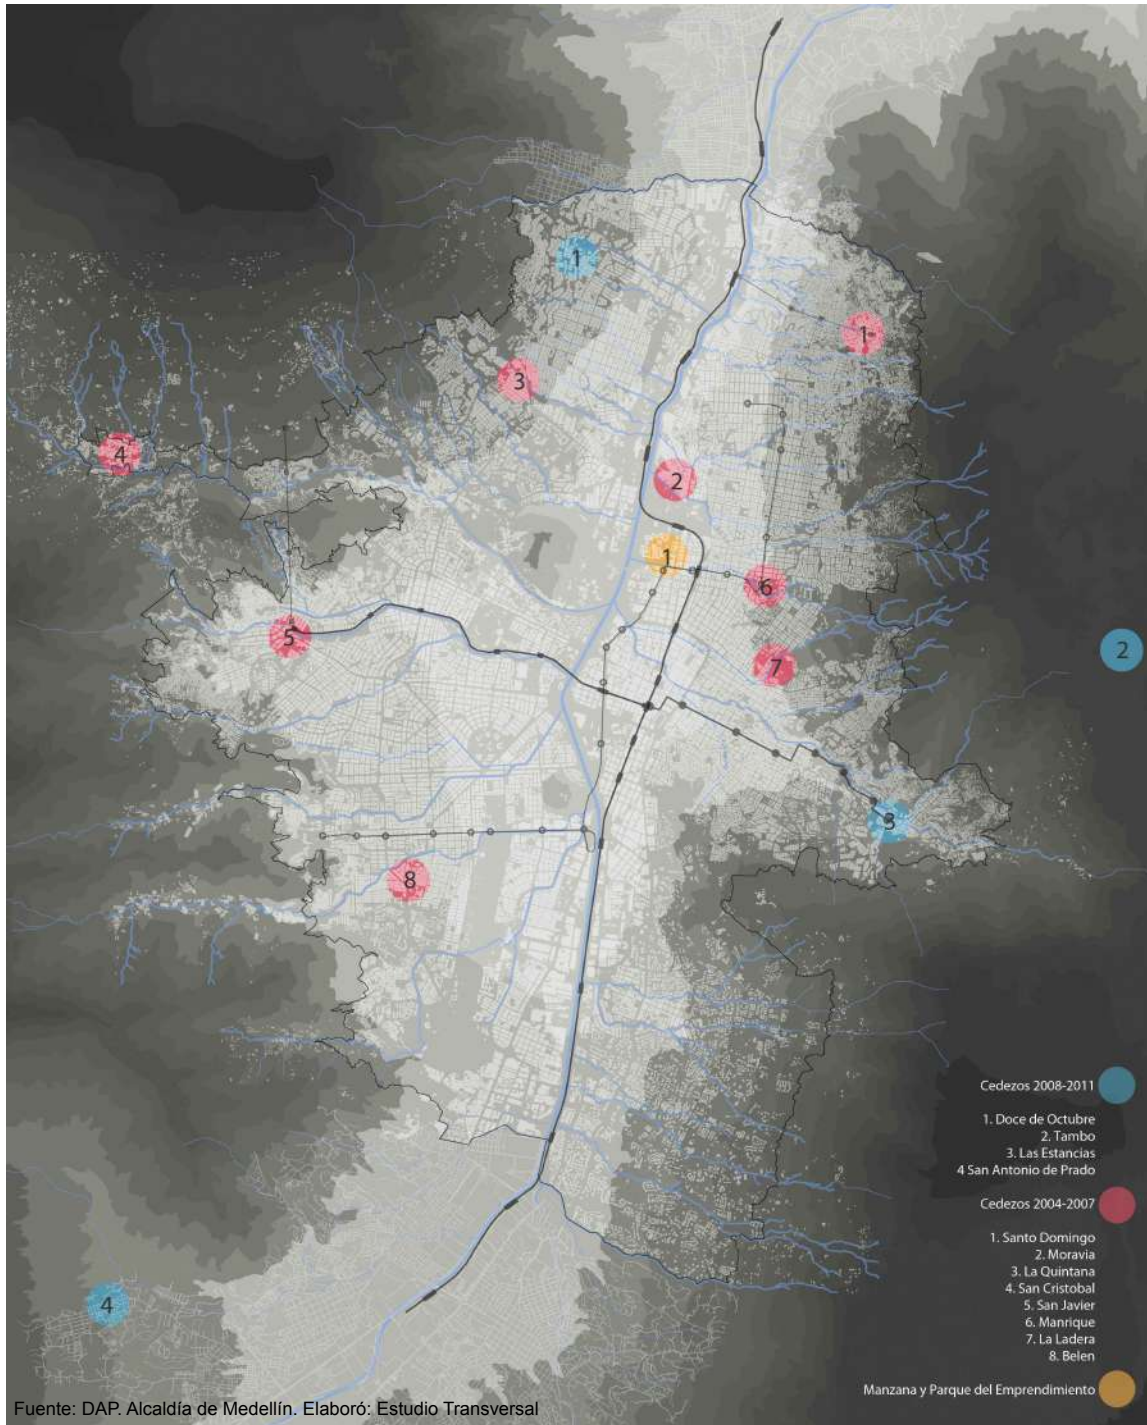 1
1
3
4
2
1
6
5
7
2
3
8
4
Cedezos 2008-2011
1. Doce de Octubre
2. Tambo
3. Las Estancias
4 San Antonio de Prado
Cedezos 2004-2007
1. Santo Domingo
2. Moravia
3. La Quintana
4. San Cristobal
5. San Javier
6. Manrique
7. La Ladera
8. Belen
Manzana y Parque del Emprendimiento
Fuente: DAP. Alcaldía de Medellín. Elaboró: Estudio Transversal